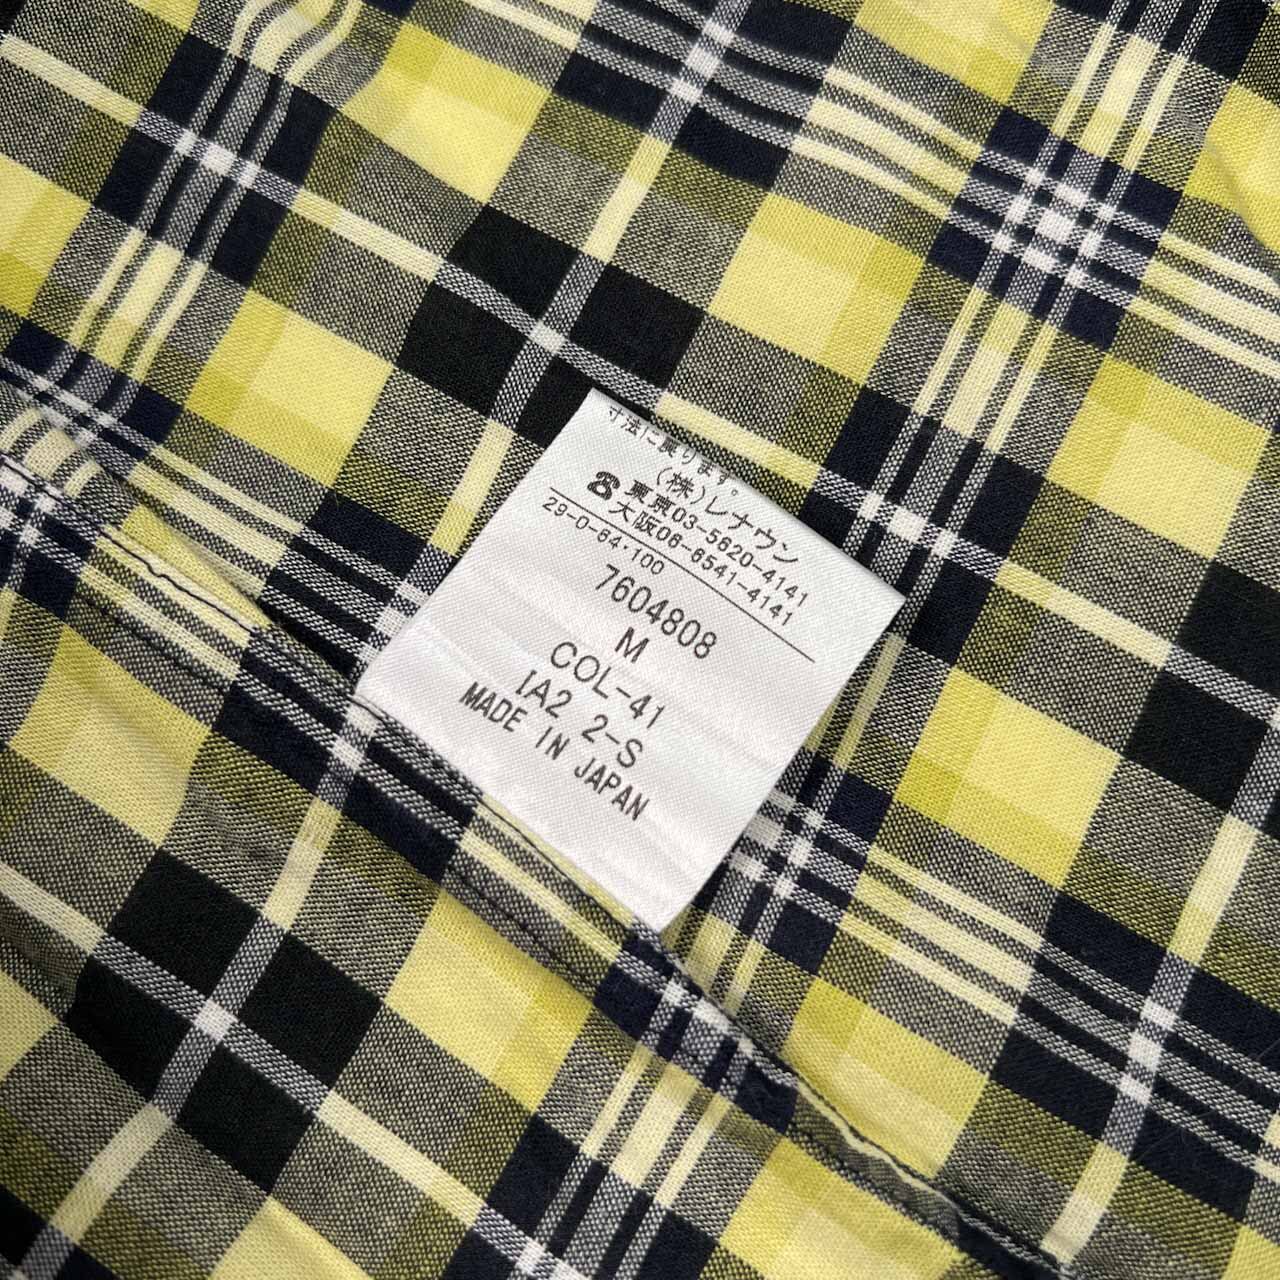 寸法に戻ります。
(株)レナウン
東京03-5620-4141
大阪06-6541-4141
29-0-64・100
7604808
M
COL-41
IA2 2-S
MADE IN JAPAN